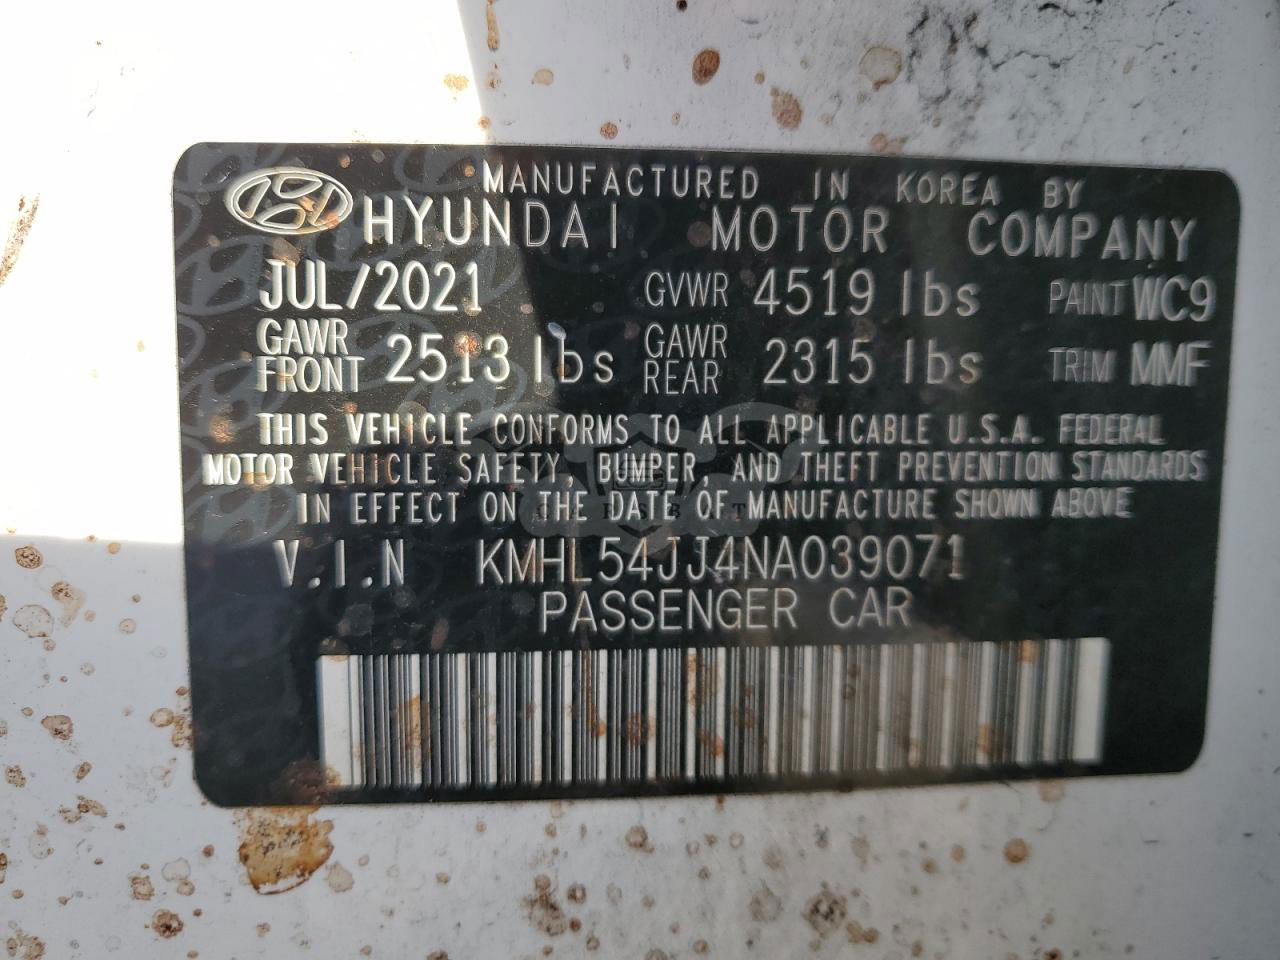 MANUFACTURED IN KOREA BY
HYUNDAI MOTOR COMPANY
JUL/2021 GVWR 4519 lbs PAINT WC9
GAWR FRONT 2513 lbs GAWR REAR 2315 lbs TRIM MMF
THIS VEHICLE CONFORMS TO ALL APPLICABLE U.S.A. FEDERAL
MOTOR VEHICLE SAFETY, BUMPER, AND THEFT PREVENTION STANDARDS
IN EFFECT ON THE DATE OF MANUFACTURE SHOWN ABOVE
V.I.N KMHL54JJ4NA039071
PASSENGER CAR